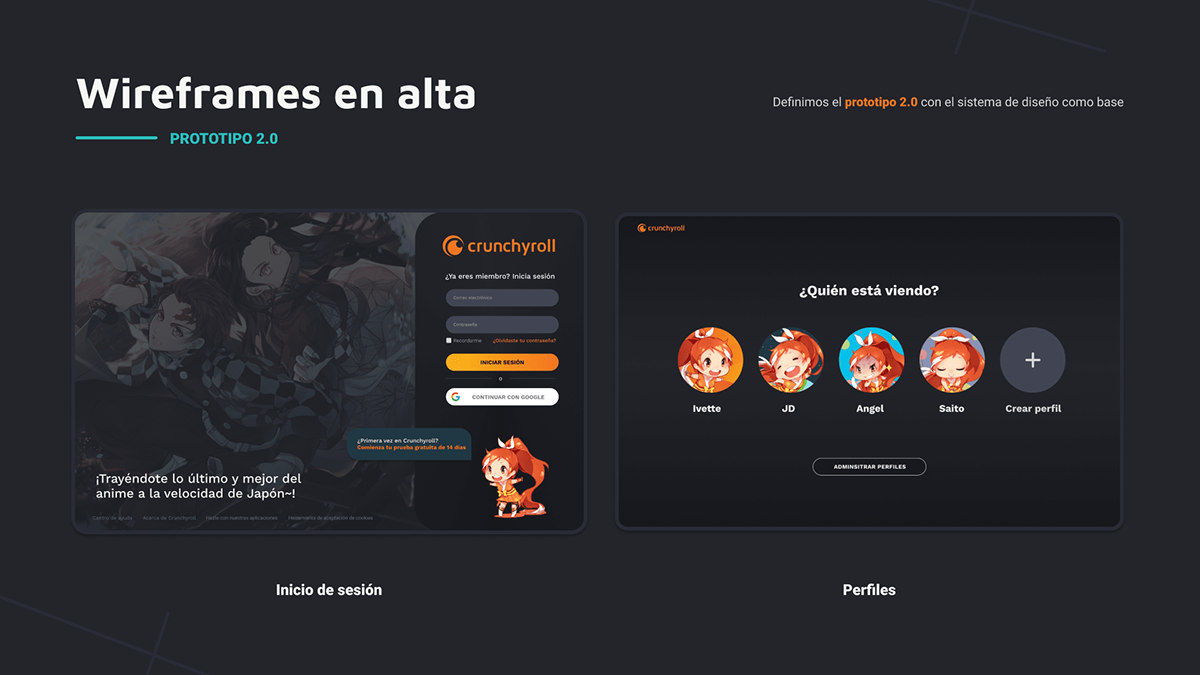 Wireframes en alta
PROTOTIPO 2.0
Definimos el prototipo 2.0 con el sistema de diseño como base
crunchyroll
¿Ya eres miembro? Inicia sesión
Correo electrónico
Contraseña
Recordarme
¿Olvidaste tu contraseña?
INICIAR SESIÓN
O
CONTINUAR CON GOOGLE
¿Primera vez en Crunchyroll?
Comienza tu prueba gratuita de 14 días
¡Trayéndote lo último y mejor del
anime a la velocidad de Japón~!
Centro de ayuda
Acerca de Crunchyroll
Hazte con nuestras aplicaciones
Herramienta de aceptación de cookies
Inicio de sesión
crunchyroll
¿Quién está viendo?
Ivette
JD
Angel
Saito
Crear perfil
ADMINSITRAR PERFILES
Perfiles